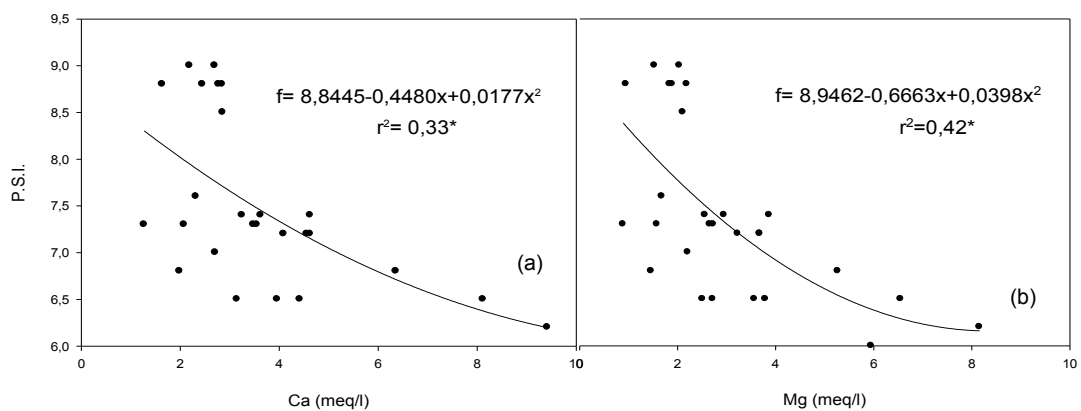 9,5
9,0
8,5
8,0
7,5
7,0
6,5
6,0
P.S.I.
f= 8,8445-0,4480x+0,0177x²
r²= 0,33*
(a)
0 2 4 6 8 10
Ca (meq/l)
f= 8,9462-0,6663x+0,0398x²
r²=0,42*
(b)
0 2 4 6 8 10
Mg (meq/l)